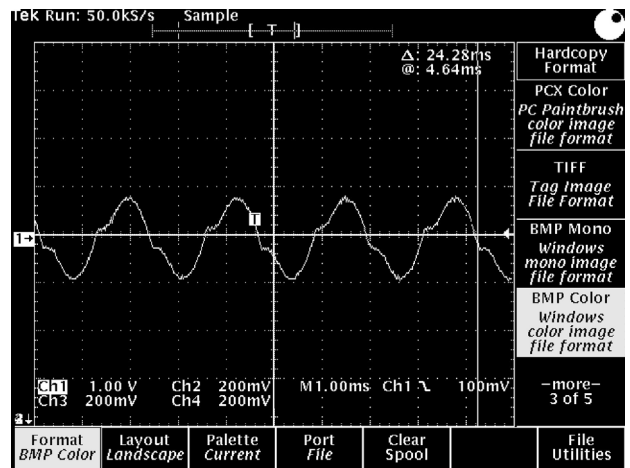 Tek Run: 50.0kS/s Sample
[ T ]
Δ: 24.28ms
@: 4.64ms
T
1→
Ch1 1.00 V Ch2 200mV M1.00ms Ch1 100mV
Ch3 200mV Ch4 200mV
Hardcopy
Format
PCX Color
PC Paintbrush
color image
file format
TIFF
Tag Image
File Format
BMP Mono
Windows
mono image
file format
BMP Color
Windows
color image
file format
–more–
3 of 5
Format
BMP Color
Layout
Landscape
Palette
Current
Port
File
Clear
Spool
File
Utilities